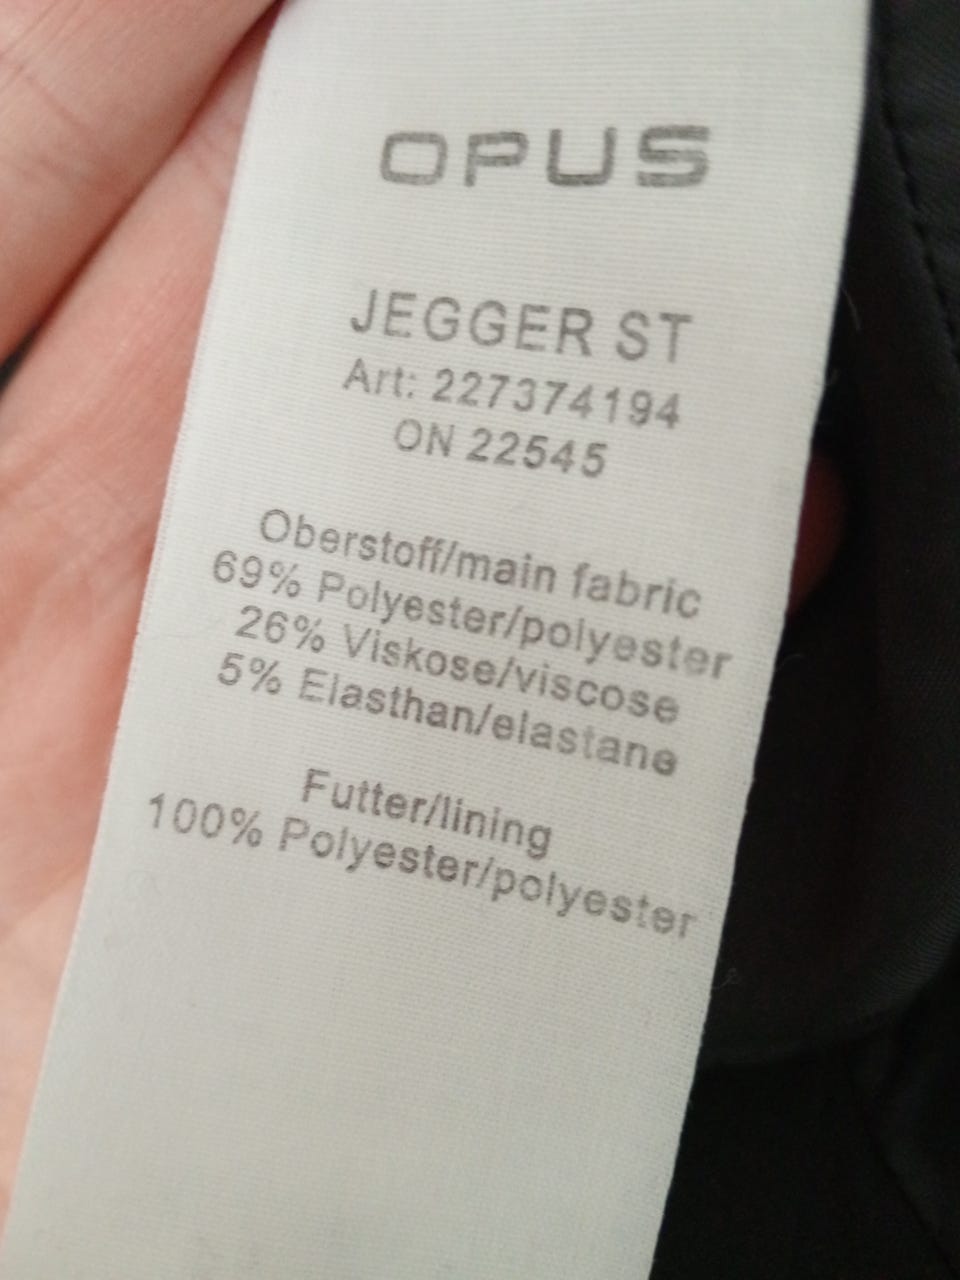 OPUS
JEGGER ST
Art: 227374194
ON 22545
Oberstoff/main fabric
69% Polyester/polyester
26% Viskose/viscose
5% Elasthan/elastane
Futter/lining
100% Polyester/polyester